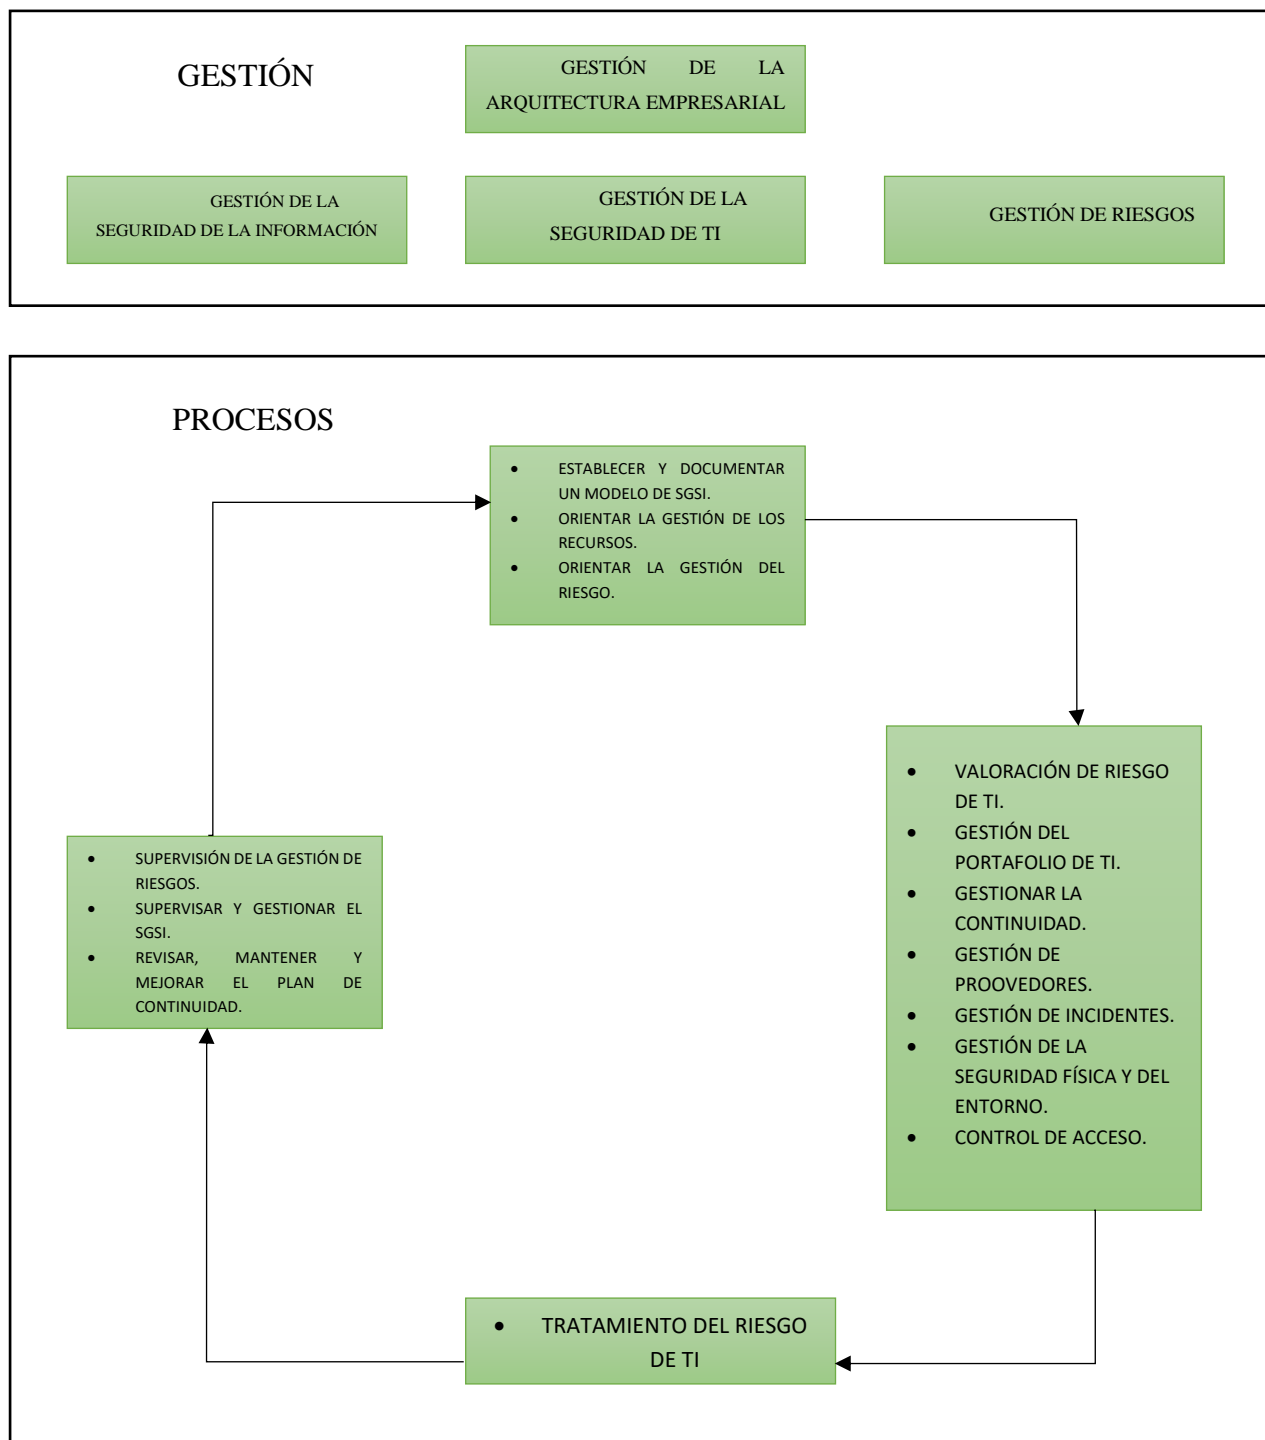 GESTIÓN
GESTIÓN DE LA
ARQUITECTURA EMPRESARIAL
GESTIÓN DE LA
SEGURIDAD DE LA INFORMACIÓN
GESTIÓN DE LA
SEGURIDAD DE TI
GESTIÓN DE RIESGOS
PROCESOS
• ESTABLECER Y DOCUMENTAR
UN MODELO DE SGSI.
• ORIENTAR LA GESTIÓN DE LOS
RECURSOS.
• ORIENTAR LA GESTIÓN DEL
RIESGO.
• VALORACIÓN DE RIESGO
DE TI.
• GESTIÓN DEL
PORTAFOLIO DE TI.
• GESTIONAR LA
CONTINUIDAD.
• GESTIÓN DE
PROOVEDORES.
• GESTIÓN DE INCIDENTES.
• GESTIÓN DE LA
SEGURIDAD FÍSICA Y DEL
ENTORNO.
• CONTROL DE ACCESO.
• SUPERVISIÓN DE LA GESTIÓN DE
RIESGOS.
• SUPERVISAR Y GESTIONAR EL
SGSI.
• REVISAR, MANTENER Y
MEJORAR EL PLAN DE
CONTINUIDAD.
• TRATAMIENTO DEL RIESGO
DE TI